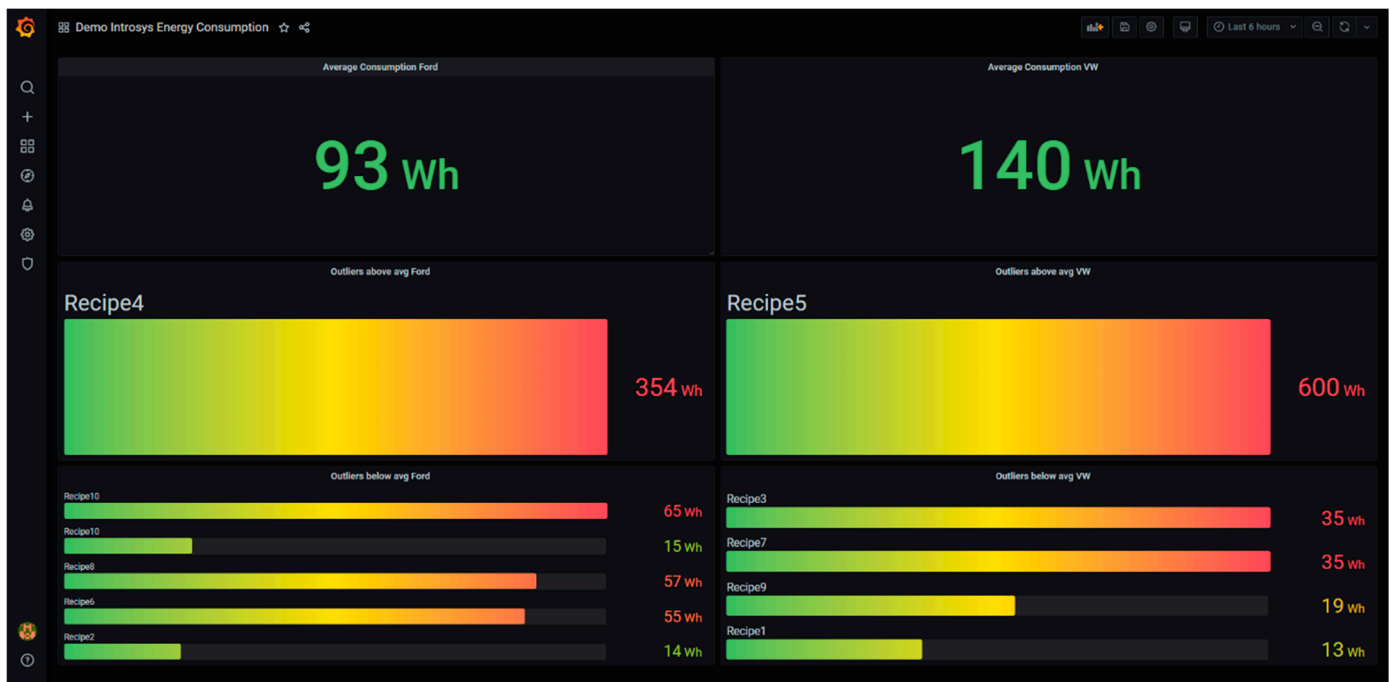 Demo Introsys Energy Consumption
Last 6 hours
Average Consumption Ford
93 Wh
Average Consumption VW
140 Wh
Outliers above avg Ford
Recipe4
354 Wh
Outliers above avg VW
Recipe5
600 Wh
Outliers below avg Ford
Recipe10
65 Wh
Recipe10
15 Wh
Recipe8
57 Wh
Recipe6
55 Wh
Recipe2
14 Wh
Outliers below avg VW
Recipe3
35 Wh
Recipe7
35 Wh
Recipe9
19 Wh
Recipe1
13 Wh